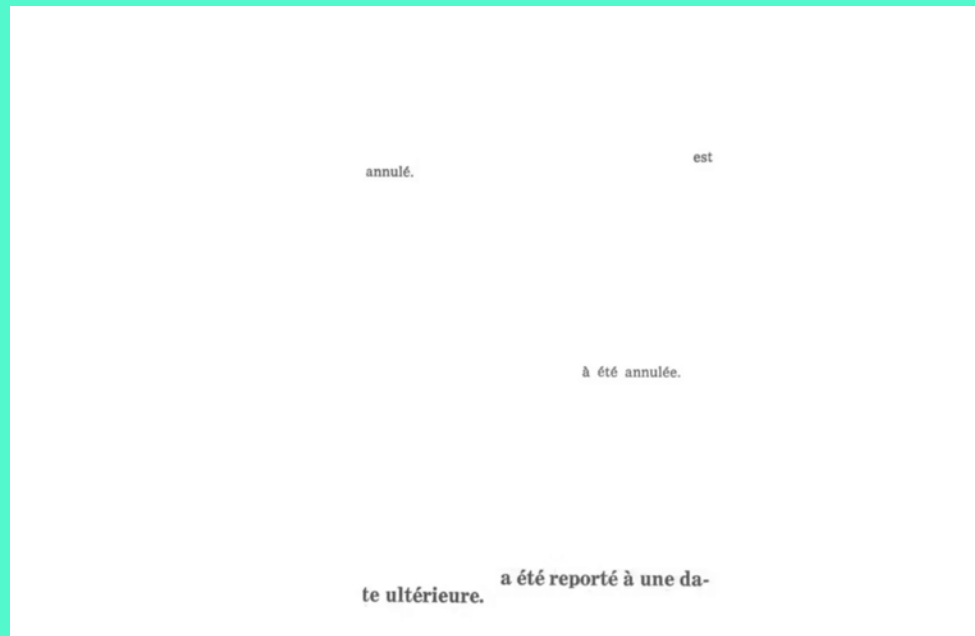 est
annulé.
à été annulée.
a été reporté à une da-
te ultérieure.